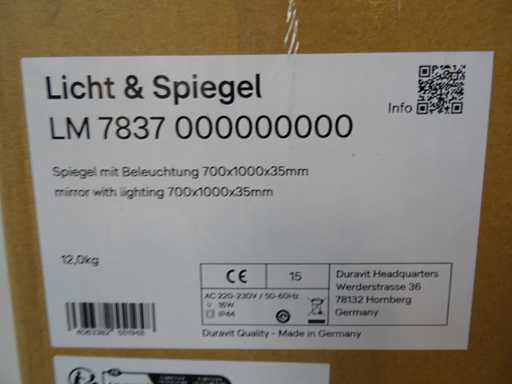 Licht & Spiegel
Info
LM 7837 000000000
Spiegel mit Beleuchtung 700x1000x35mm
mirror with lighting 700x1000x35mm
12,0kg
CE
15
AC 220-230V / 50-60Hz
16W
IP44
Duravit Headquarters
Werderstrasse 36
78132 Hornberg
Germany
Duravit Quality - Made in Germany